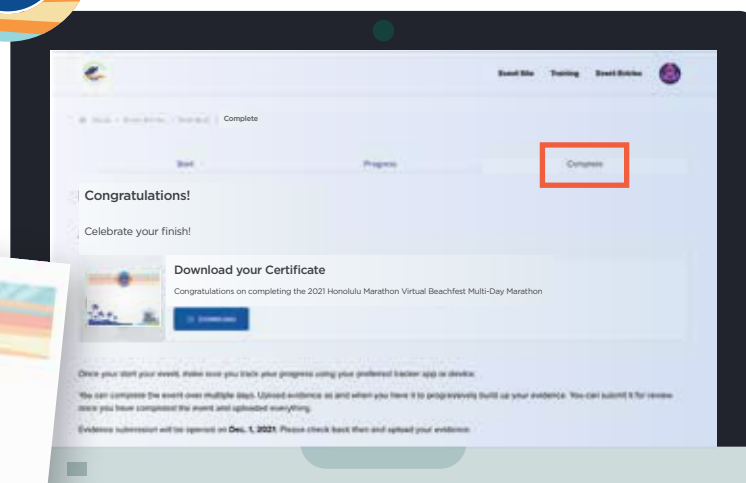 Event Site Training Event Entries
Complete
Start Progress Complete
Congratulations!
Celebrate your finish!
Download your Certificate
Congratulations on completing the 2021 Honolulu Marathon Virtual Beachfest Multi-Day Marathon
DOWNLOAD
Once your start your event, make sure you track your progress using your preferred tracker app or device.
You can complete the event over multiple days. Upload evidence as and when you have it to progressively build up your evidence. You can submit it for review
once you have completed the event and uploaded everything.
Evidence submission will be opened on Dec. 1, 2021. Please check back then and upload your evidence.